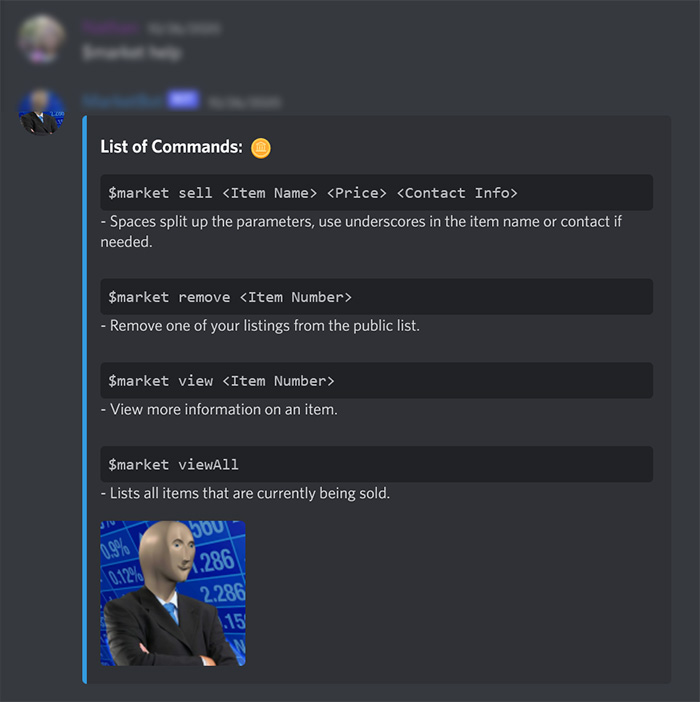 $market help
List of Commands:
$market sell <Item Name> <Price> <Contact Info>
- Spaces split up the parameters, use underscores in the item name or contact if
needed.
$market remove <Item Number>
- Remove one of your listings from the public list.
$market view <Item Number>
- View more information on an item.
$market viewAll
- Lists all items that are currently being sold.
0.9%
1.286
0.12%
2.286
.15